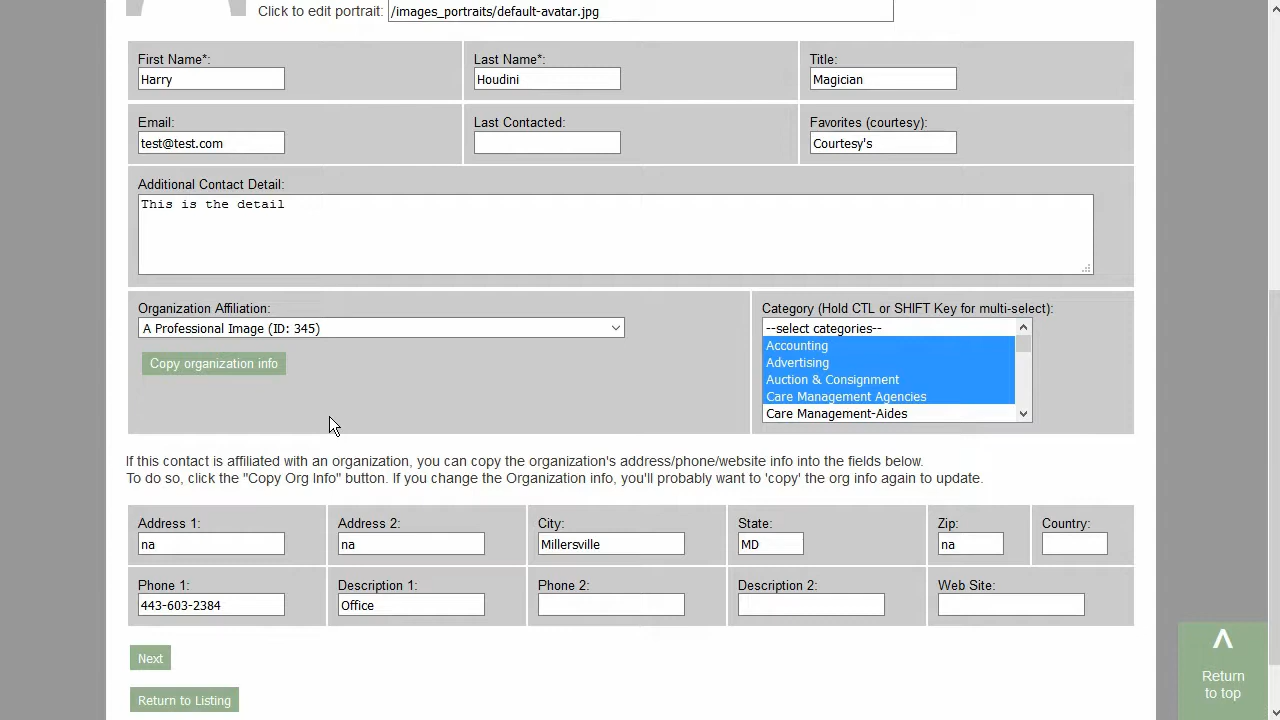 Click to edit portrait: /images_portraits/default-avatar.jpg
First Name*: Last Name*: Title:
Harry Houdini Magician
Email: Last Contacted: Favorites (courtesy):
test@test.com Courtesy's
Additional Contact Detail:
This is the detail
Organization Affiliation: Category (Hold CTL or SHIFT Key for multi-select):
A Professional Image (ID: 345) --select categories--
Accounting
Copy organization info Advertising
Auction & Consignment
Care Management Agencies
Care Management-Aides
If this contact is affiliated with an organization, you can copy the organization's address/phone/website info into the fields below.
To do so, click the "Copy Org Info" button. If you change the Organization info, you'll probably want to 'copy' the org info again to update.
Address 1: Address 2: City: State: Zip: Country:
na na Millersville MD na
Phone 1: Description 1: Phone 2: Description 2: Web Site:
443-603-2384 Office
Next
Return to Listing
^
Return
to top